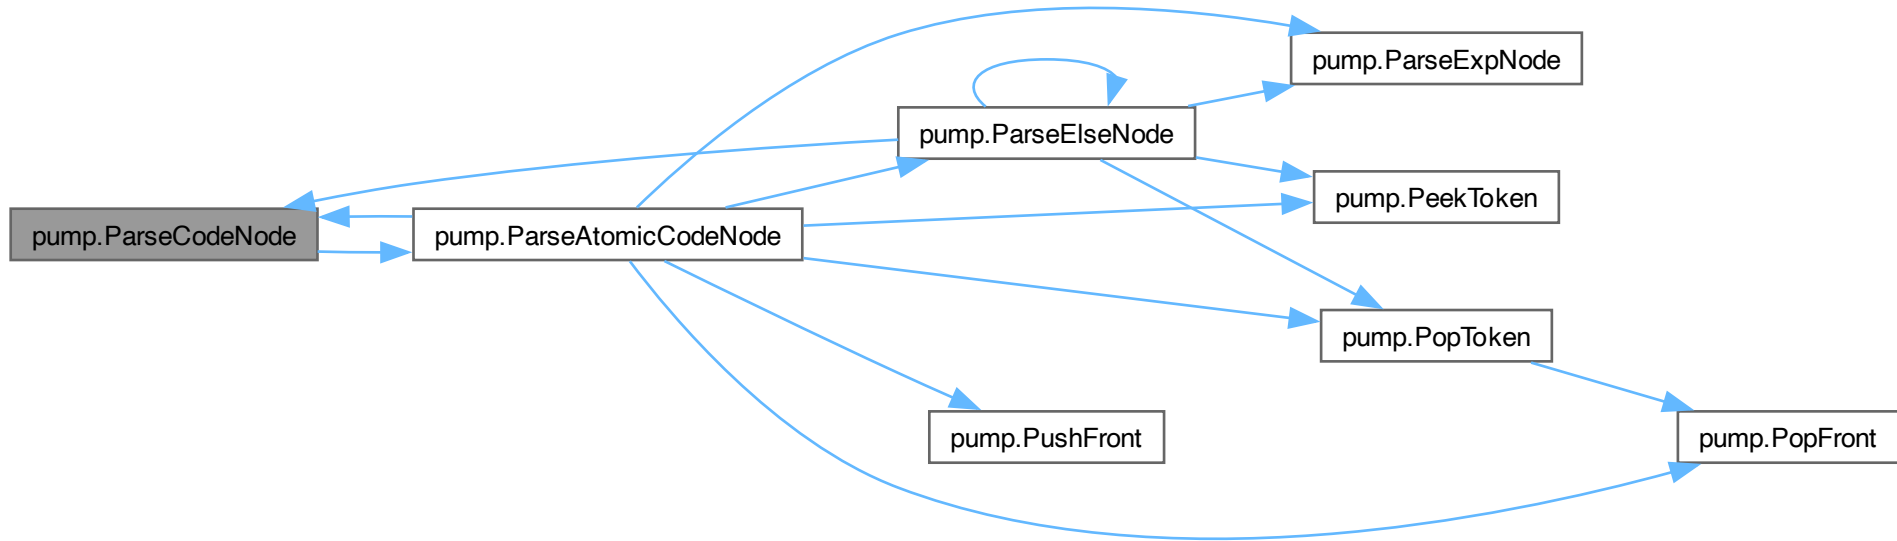 pump.ParseExpNode
pump.ParseElseNode
pump.PeekToken
pump.ParseCodeNode
pump.ParseAtomicCodeNode
pump.PopToken
pump.PushFront
pump.PopFront